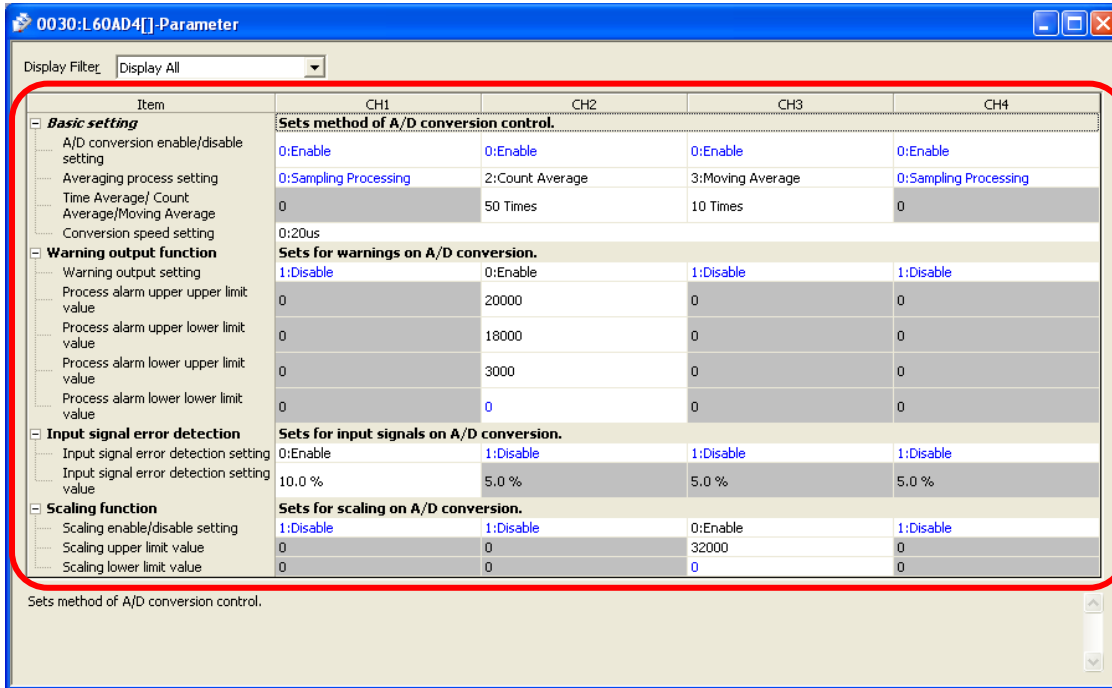 0030:L60AD4[]-Parameter
Display Filter Display All
Item CH1 CH2 CH3 CH4
Basic setting Sets method of A/D conversion control.
A/D conversion enable/disable
setting 0:Enable 0:Enable 0:Enable 0:Enable
Averaging process setting 0:Sampling Processing 2:Count Average 3:Moving Average 0:Sampling Processing
Time Average/ Count
Average/Moving Average 0 50 Times 10 Times 0
Conversion speed setting 0:20us
Warning output function Sets for warnings on A/D conversion.
Warning output setting 1:Disable 0:Enable 1:Disable 1:Disable
Process alarm upper upper limit
value 0 20000 0 0
Process alarm upper lower limit
value 0 18000 0 0
Process alarm lower upper limit
value 0 3000 0 0
Process alarm lower lower limit
value 0 0 0 0
Input signal error detection Sets for input signals on A/D conversion.
Input signal error detection setting 0:Enable 1:Disable 1:Disable 1:Disable
Input signal error detection setting
value 10.0 % 5.0 % 5.0 % 5.0 %
Scaling function Sets for scaling on A/D conversion.
Scaling enable/disable setting 1:Disable 1:Disable 0:Enable 1:Disable
Scaling upper limit value 0 0 32000 0
Scaling lower limit value 0 0 0 0
Sets method of A/D conversion control.